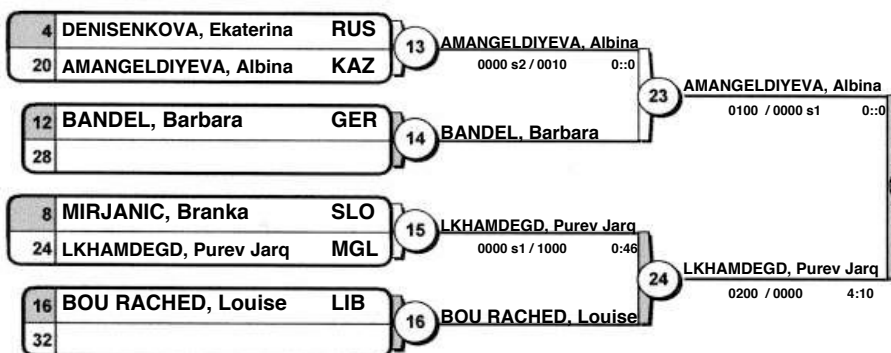 4 DENISENKOVA, Ekaterina RUS
20 AMANGELDIYEVA, Albina KAZ
13
AMANGELDIYEVA, Albina
0000 s2 / 0010 0::0
12 BANDEL, Barbara GER
28
14
BANDEL, Barbara
23
AMANGELDIYEVA, Albina
0100 / 0000 s1 0::0
8 MIRJANIC, Branka SLO
24 LKHAMDEGD, Purev Jarq MGL
15
LKHAMDEGD, Purev Jarq
0000 s1 / 1000 0:46
16 BOU RACHED, Louise LIB
32
16
BOU RACHED, Louise
24
LKHAMDEGD, Purev Jarq
0200 / 0000 4:10